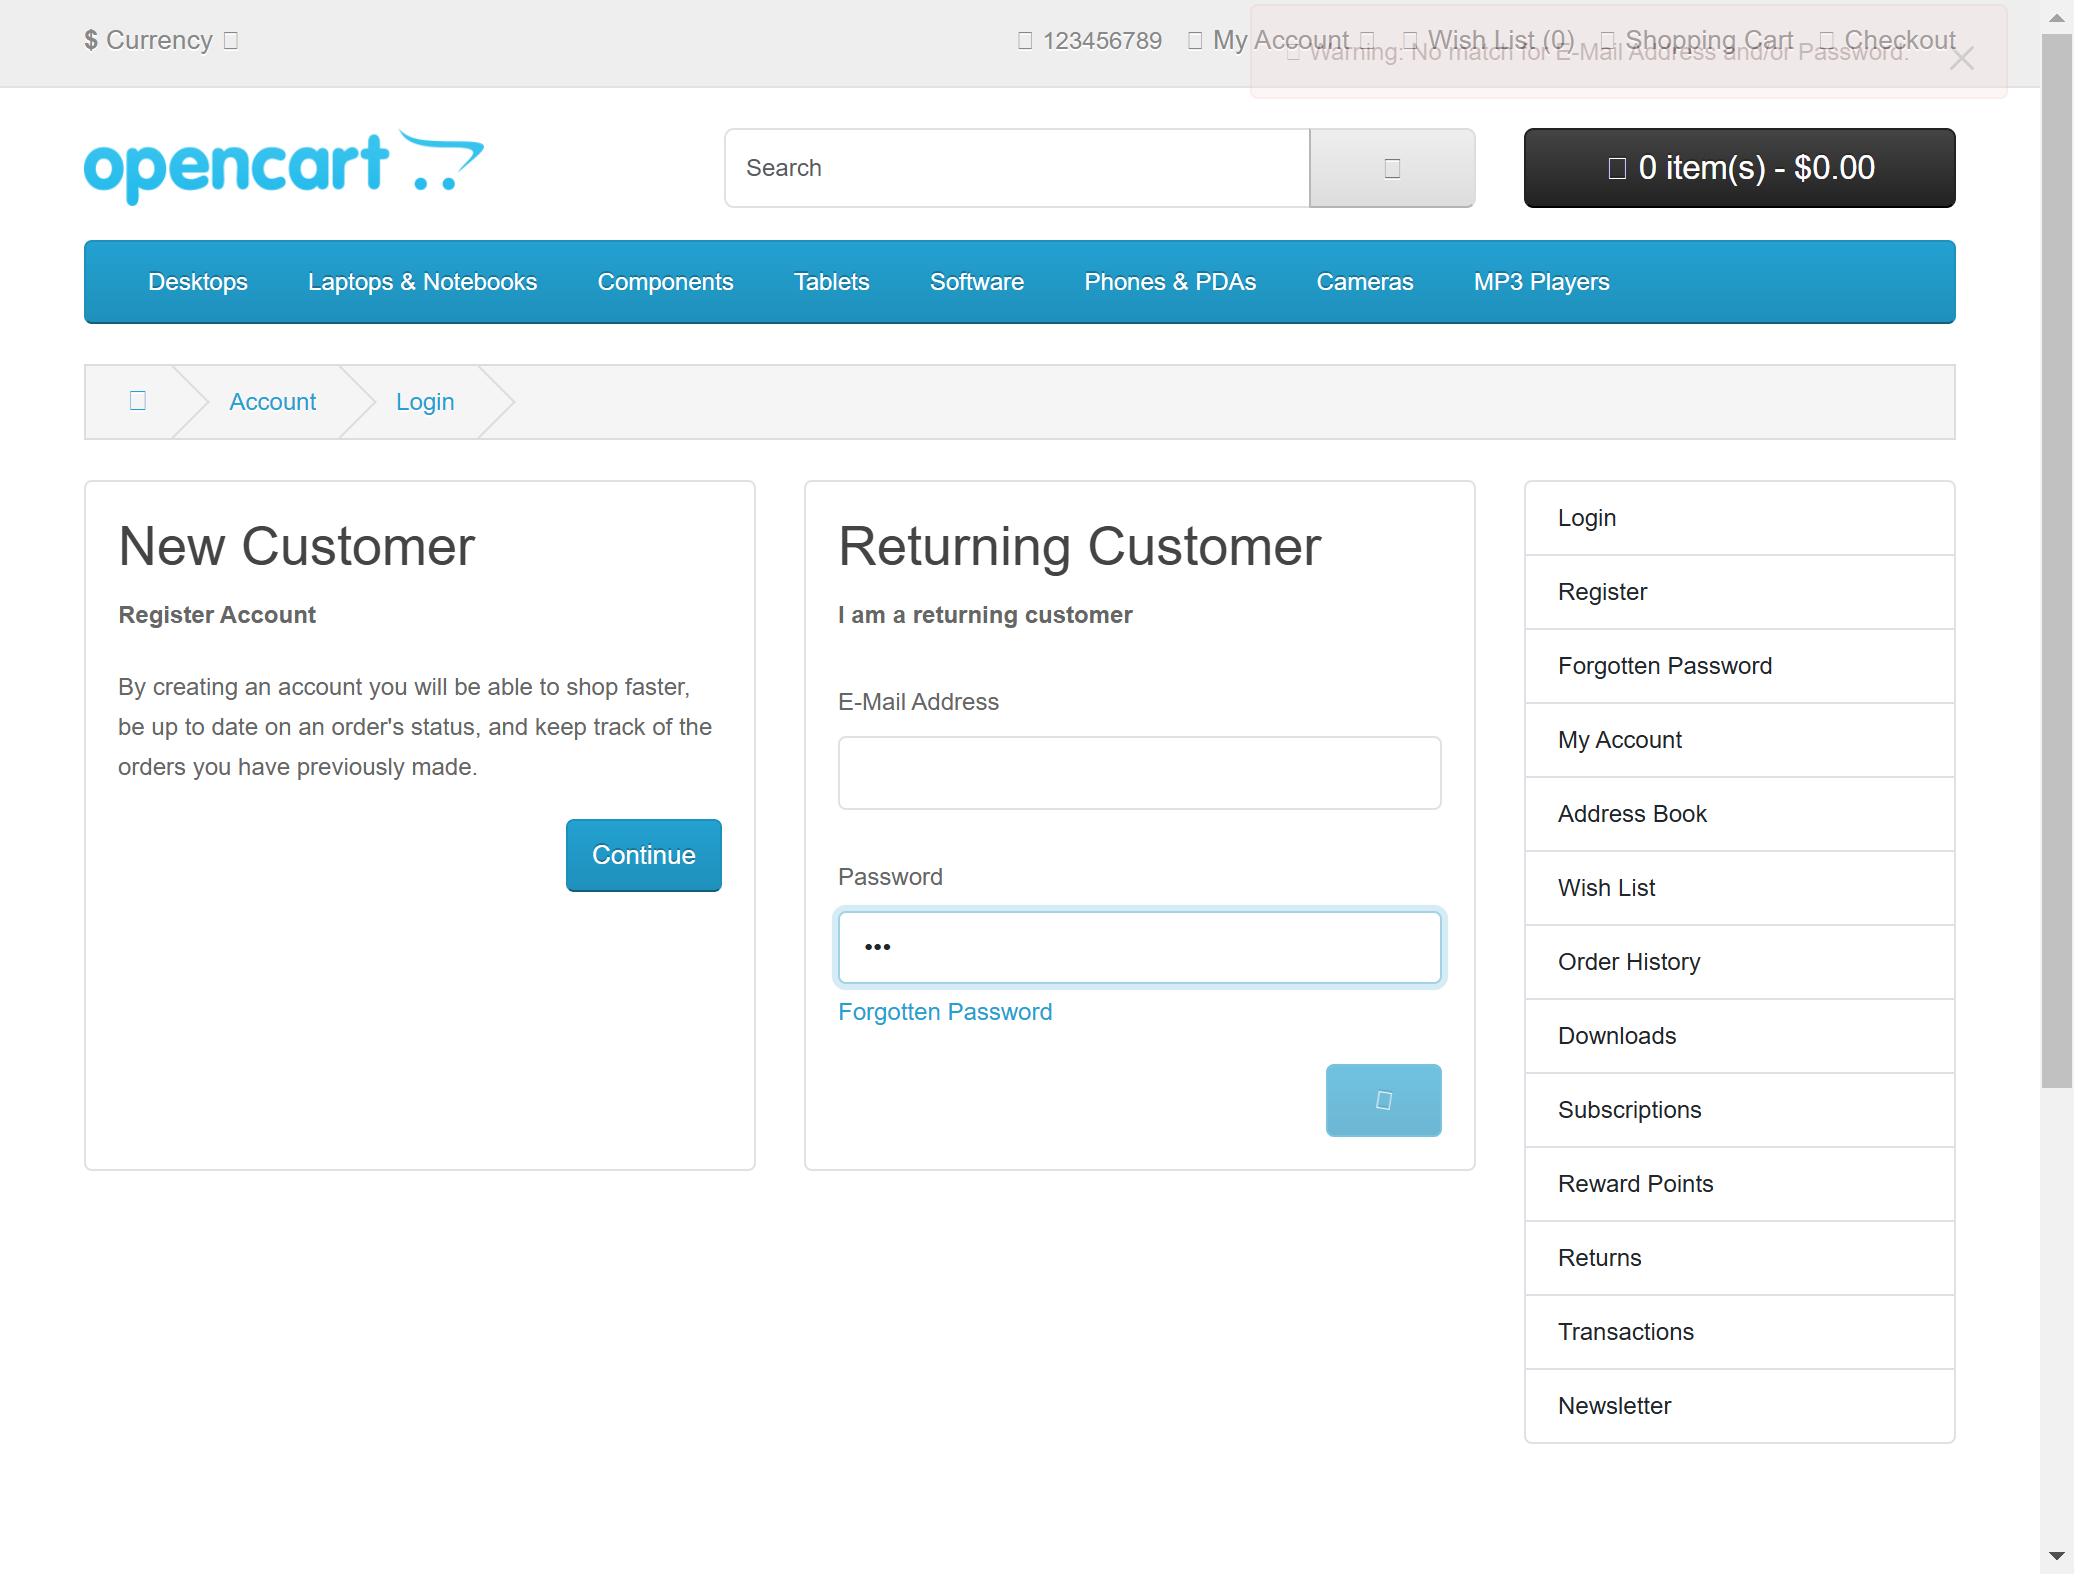 $ Currency
123456789 My Account Wish List (0) Shopping Cart Checkout
Warning: No match for E-Mail Address and/or Password.
opencart
Search
0 item(s) - $0.00
Desktops Laptops & Notebooks Components Tablets Software Phones & PDAs Cameras MP3 Players
Account Login
New Customer
Register Account
By creating an account you will be able to shop faster,
be up to date on an order's status, and keep track of the
orders you have previously made.
Continue
Returning Customer
I am a returning customer
E-Mail Address
Password
•••
Forgotten Password
Login
Register
Forgotten Password
My Account
Address Book
Wish List
Order History
Downloads
Subscriptions
Reward Points
Returns
Transactions
Newsletter